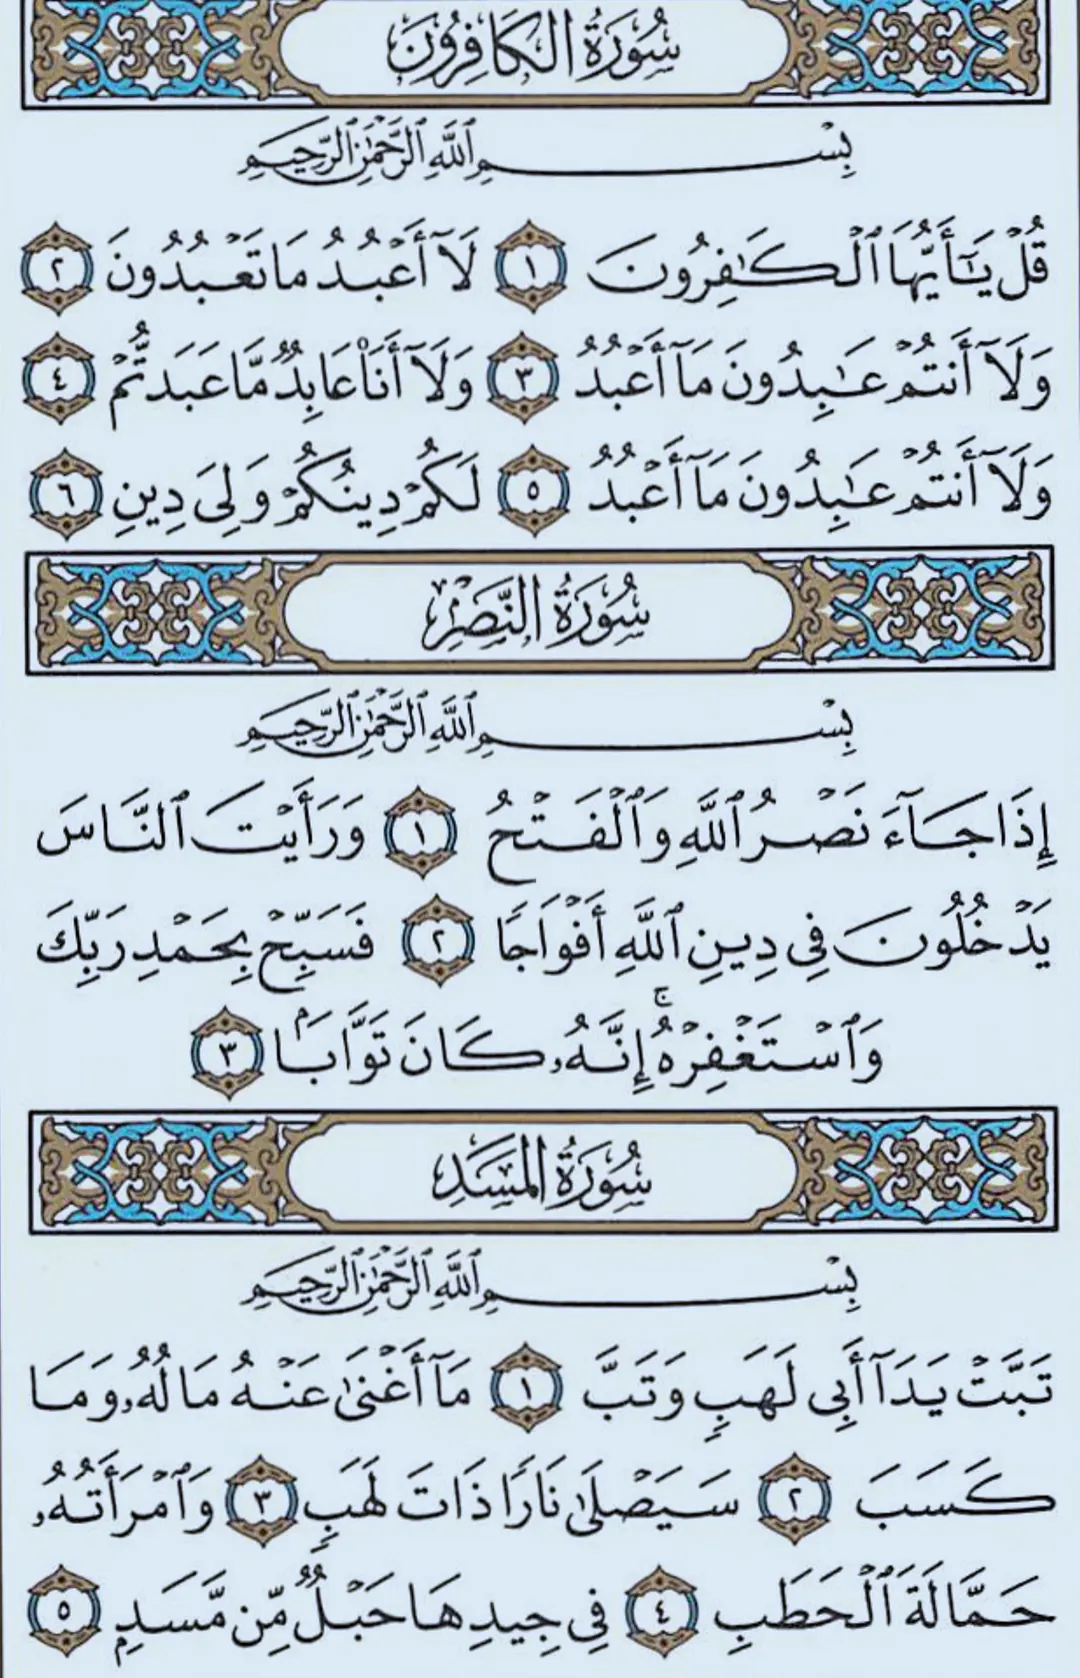 سُورَةُ الكَافِرُونَ
بِسْمِ ٱللَّهِ ٱلرَّحْمَٰنِ ٱلرَّحِيمِ
قُلْ يَٰٓأَيُّهَا ٱلْكَٰفِرُونَ ١ لَآ أَعْبُدُ مَا تَعْبُدُونَ ٢
وَلَآ أَنتُمْ عَٰبِدُونَ مَآ أَعْبُدُ ٣ وَلَآ أَنَا۠ عَابِدٌ مَّا عَبَدتُّمْ ٤
وَلَآ أَنتُمْ عَٰبِدُونَ مَآ أَعْبُدُ ٥ لَكُمْ دِينُكُمْ وَلِىَ دِينِ ٦
سُورَةُ النَّصْرِ
بِسْمِ ٱللَّهِ ٱلرَّحْمَٰنِ ٱلرَّحِيمِ
إِذَا جَآءَ نَصْرُ ٱللَّهِ وَٱلْفَتْحُ ١ وَرَأَيْتَ ٱلنَّاسَ
يَدْخُلُونَ فِى دِينِ ٱللَّهِ أَفْوَاجًا ٢ فَسَبِّحْ بِحَمْدِ رَبِّكَ
وَٱسْتَغْفِرْهُ ۚ إِنَّهُۥ كَانَ تَوَّابَۢا ٣
سُورَةُ المَسَدِ
بِسْمِ ٱللَّهِ ٱلرَّحْمَٰنِ ٱلرَّحِيمِ
تَبَّتْ يَدَآ أَبِى لَهَبٍ وَتَبَّ ١ مَآ أَغْنَىٰ عَنْهُ مَالُهُۥ وَمَا
كَسَبَ ٢ سَيَصْلَىٰ نَارًا ذَاتَ لَهَبٍ ٣ وَٱمْرَأَتُهُۥ
حَمَّالَةَ ٱلْحَطَبِ ٤ فِى جِيدِهَا حَبْلٌ مِّن مَّسَدٍۭ ٥